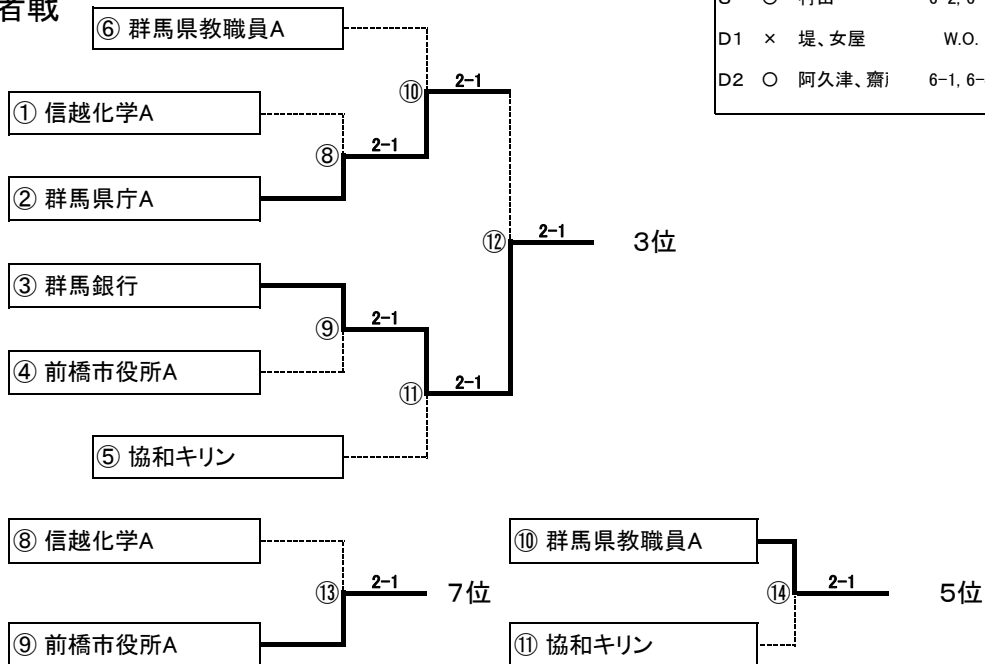 者戦
⑥ 群馬県教職員A
① 信越化学A
② 群馬県庁A
③ 群馬銀行
④ 前橋市役所A
⑤ 協和キリン
⑧ 2-1
⑨ 2-1
⑩ 2-1
⑪ 2-1
⑫ 2-1 3位
D1 × 堤、女屋 W.O.
D2 ○ 阿久津、齋 6-1, 6-
⑧ 信越化学A
⑨ 前橋市役所A
⑬ 2-1 7位
⑩ 群馬県教職員A
⑪ 協和キリン
⑭ 2-1 5位